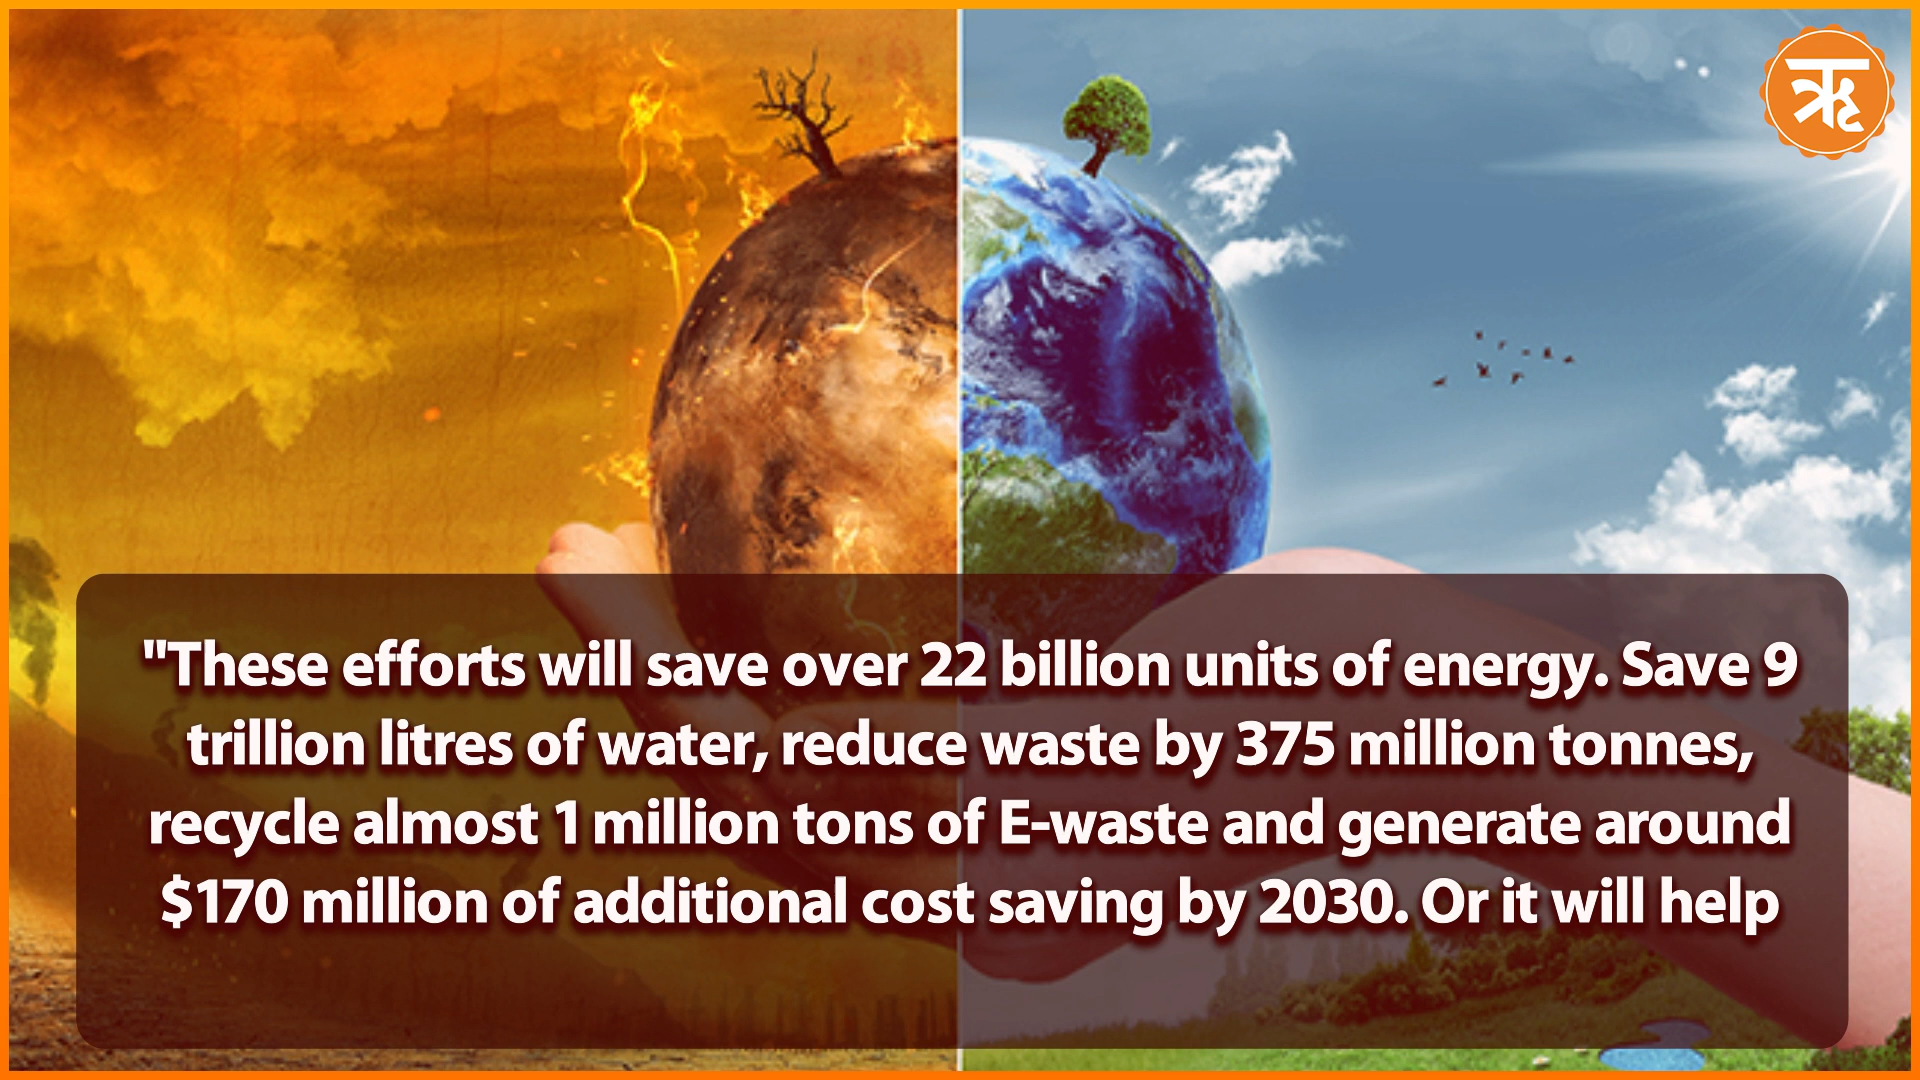 ऋ
"These efforts will save over 22 billion units of energy. Save 9
trillion litres of water, reduce waste by 375 million tonnes,
recycle almost 1 million tons of E-waste and generate around
$170 million of additional cost saving by 2030. Or it will help